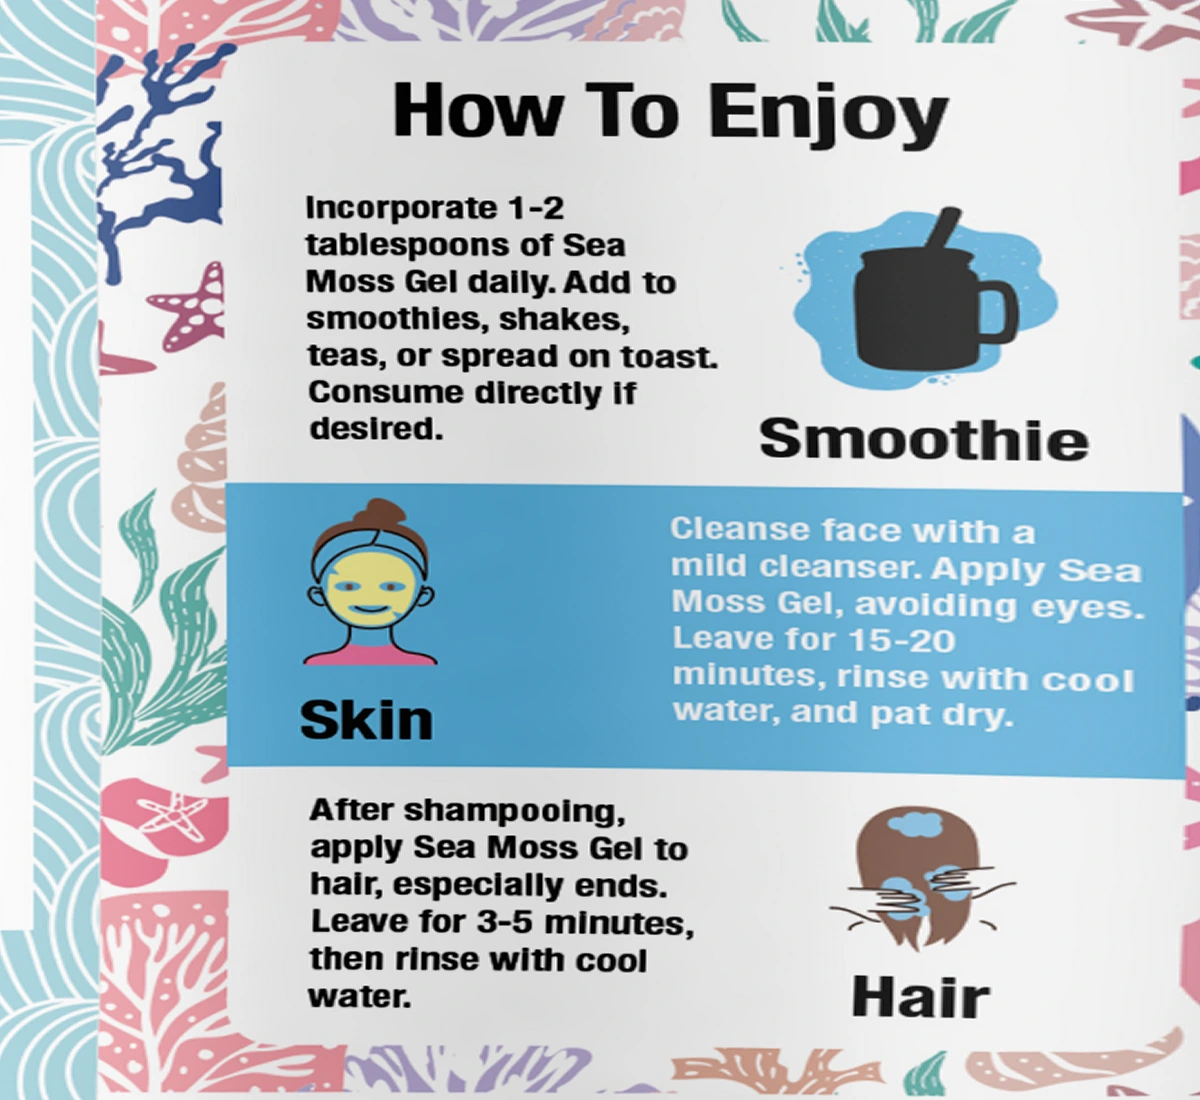 How To Enjoy
Incorporate 1-2
tablespoons of Sea
Moss Gel daily. Add to
smoothies, shakes,
teas, or spread on toast.
Consume directly if
desired.
Smoothie
Skin
Cleanse face with a
mild cleanser. Apply Sea
Moss Gel, avoiding eyes.
Leave for 15-20
minutes, rinse with cool
water, and pat dry.
After shampooing,
apply Sea Moss Gel to
hair, especially ends.
Leave for 3-5 minutes,
then rinse with cool
water.
Hair